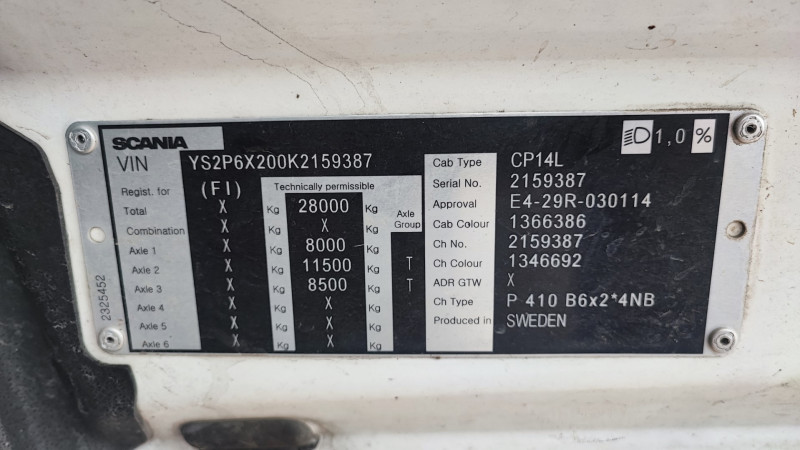 SCANIA
1,0 %
VIN YS2P6X200K2159387
Regist. for (FI) Technically permissible
Total X Kg 28000 Kg Axle Group
Combination X Kg X Kg
Axle 1 X Kg 8000 Kg
Axle 2 X Kg 11500 Kg T
Axle 3 X Kg 8500 Kg T
Axle 4 X Kg X Kg
Axle 5 X Kg X Kg
Axle 6 X Kg X Kg
Cab Type CP14L
Serial No. 2159387
Approval E4-29R-030114
Cab Colour 1366386
Ch No. 2159387
Ch Colour 1346692
ADR GTW X
Ch Type P 410 B6x2*4NB
Produced in SWEDEN
2325452